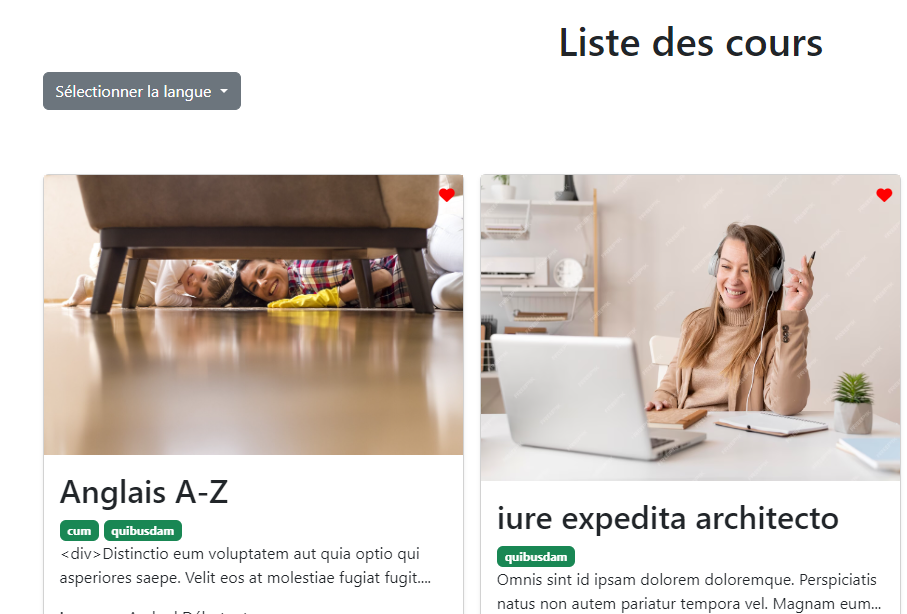 Liste des cours
Sélectionner la langue
Anglais A-Z
cum quibusdam
<div>Distinctio eum voluptatem aut quia optio qui
asperiores saepe. Velit eos at molestiae fugiat fugit....
iure expedita architecto
quibusdam
Omnis sint id ipsam dolorem doloremque. Perspiciatis
natus non autem pariatur tempora vel. Magnam eum...